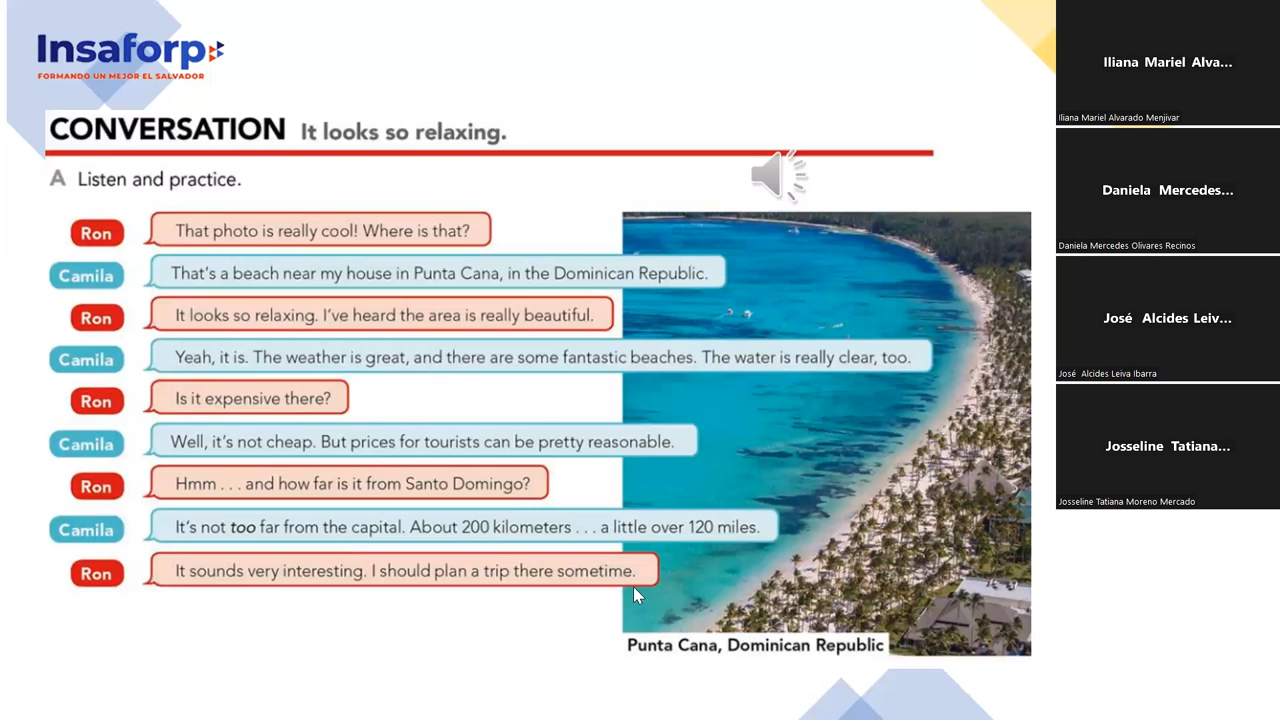 Insaforp
FORMANDO UN MEJOR EL SALVADOR
CONVERSATION It looks so relaxing.
A Listen and practice.
Ron That photo is really cool! Where is that?
Camila That's a beach near my house in Punta Cana, in the Dominican Republic.
Ron It looks so relaxing. I've heard the area is really beautiful.
Camila Yeah, it is. The weather is great, and there are some fantastic beaches. The water is really clear, too.
Ron Is it expensive there?
Camila Well, it's not cheap. But prices for tourists can be pretty reasonable.
Ron Hmm . . . and how far is it from Santo Domingo?
Camila It's not too far from the capital. About 200 kilometers . . . a little over 120 miles.
Ron It sounds very interesting. I should plan a trip there sometime.
Punta Cana, Dominican Republic
Iliana Mariel Alva...
Iliana Mariel Alvarado Menjivar
Daniela Mercedes...
Daniela Mercedes Olivares Recinos
José Alcides Leiv...
José Alcides Leiva Ibarra
Josseline Tatiana...
Josseline Tatiana Moreno Mercado